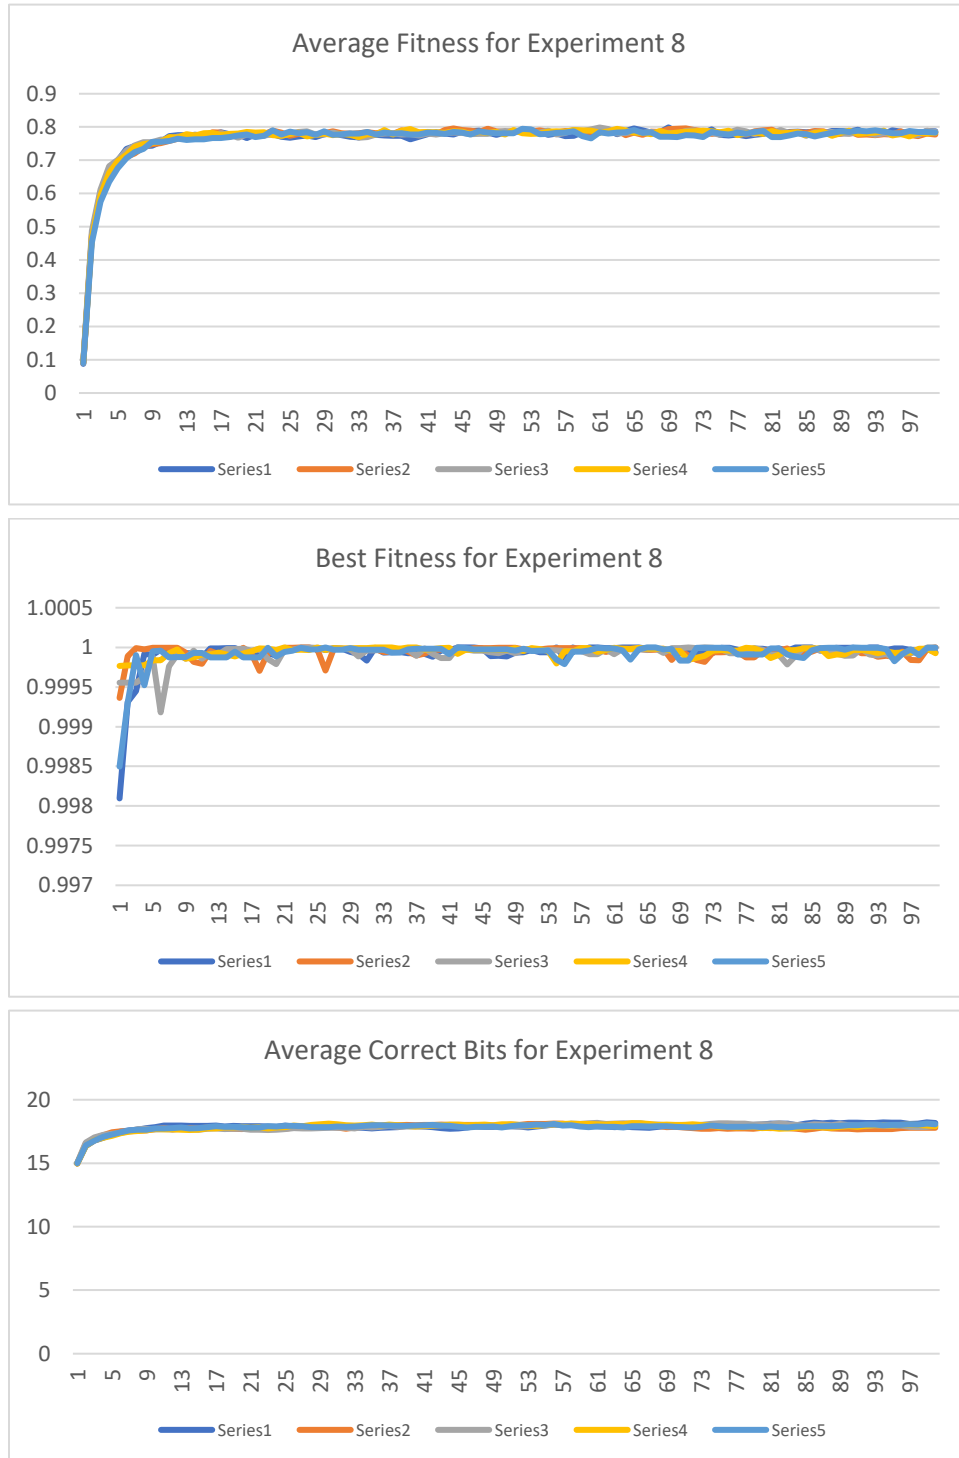 Average Fitness for Experiment 8
0.9
0.8
0.7
0.6
0.5
0.4
0.3
0.2
0.1
0
1 5 9 13 17 21 25 29 33 37 41 45 49 53 57 61 65 69 73 77 81 85 89 93 97
Series1 Series2 Series3 Series4 Series5
Best Fitness for Experiment 8
1.0005
1
0.9995
0.999
0.9985
0.998
0.9975
0.997
1 5 9 13 17 21 25 29 33 37 41 45 49 53 57 61 65 69 73 77 81 85 89 93 97
Series1 Series2 Series3 Series4 Series5
Average Correct Bits for Experiment 8
20
15
10
5
0
1 5 9 13 17 21 25 29 33 37 41 45 49 53 57 61 65 69 73 77 81 85 89 93 97
Series1 Series2 Series3 Series4 Series5